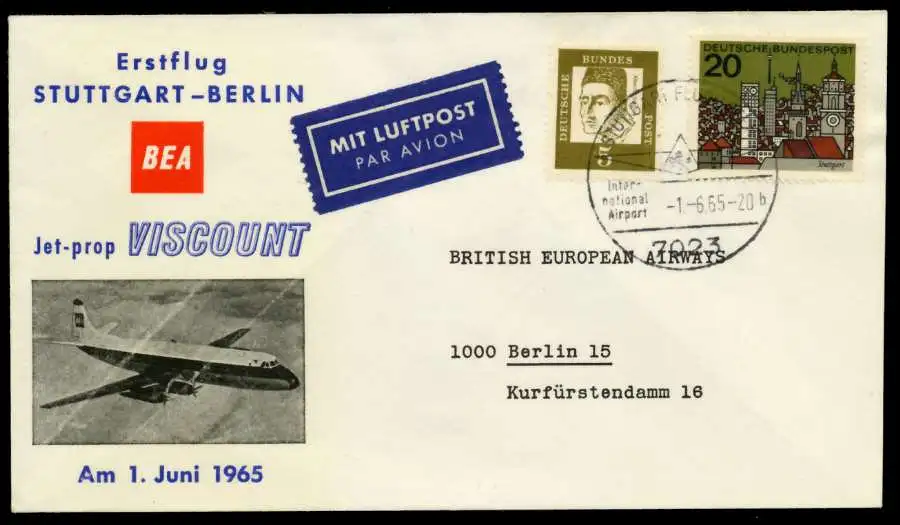 Erstflug
STUTTGART-BERLIN
BEA
Jet-prop VISCOUNT
Am 1. Juni 1965
MIT LUFTPOST
PAR AVION
DEUTSCHE
BUNDES
POST
5
DEUTSCHE BUNDESPOST
20
Stuttgart
Inter-
national
Airport
-1.-6.65-20 b
7023
BRITISH EUROPEAN AIRWAYS
1000 Berlin 15
Kurfürstendamm 16